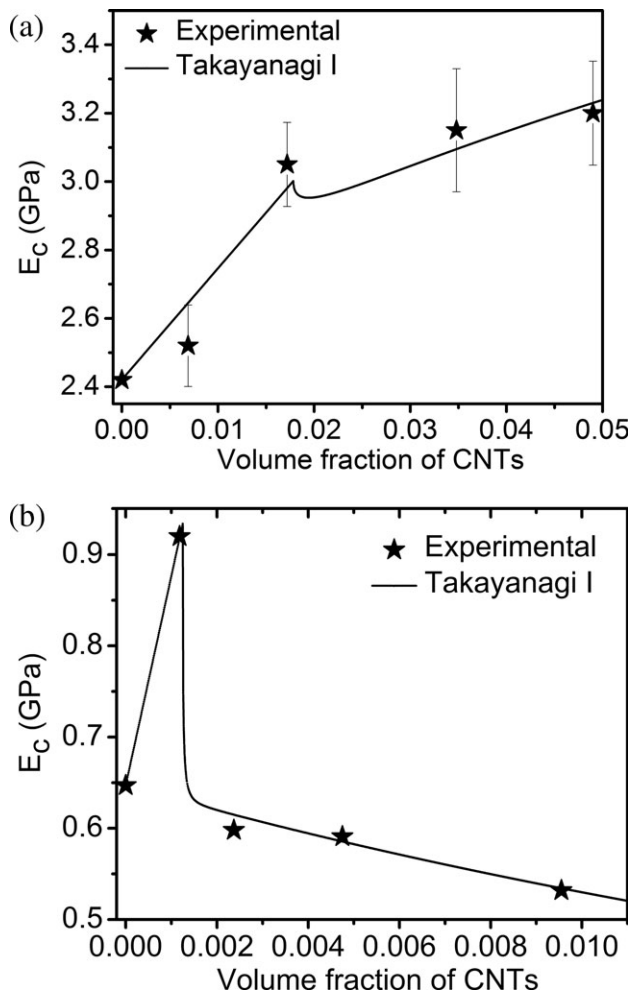 (a)
★ Experimental
— Takayanagi I
3.4
3.2
3.0
2.8
2.6
2.4
E_C (GPa)
0.00 0.01 0.02 0.03 0.04 0.05
Volume fraction of CNTs
(b)
★ Experimental
— Takayanagi I
0.9
0.8
0.7
0.6
0.5
E_C (GPa)
0.000 0.002 0.004 0.006 0.008 0.010
Volume fraction of CNTs